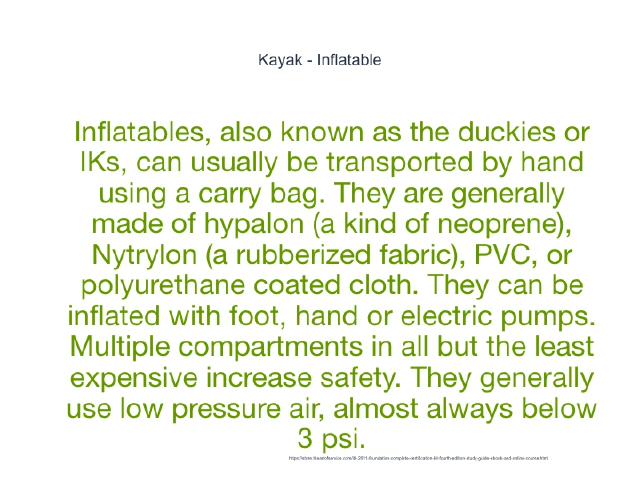 Kayak - Inflatable
Inflatables, also known as the duckies or
IKs, can usually be transported by hand
using a carry bag. They are generally
made of hypalon (a kind of neoprene),
Nytrylon (a rubberized fabric), PVC, or
polyurethane coated cloth. They can be
inflated with foot, hand or electric pumps.
Multiple compartments in all but the least
expensive increase safety. They generally
use low pressure air, almost always below
3 psi.